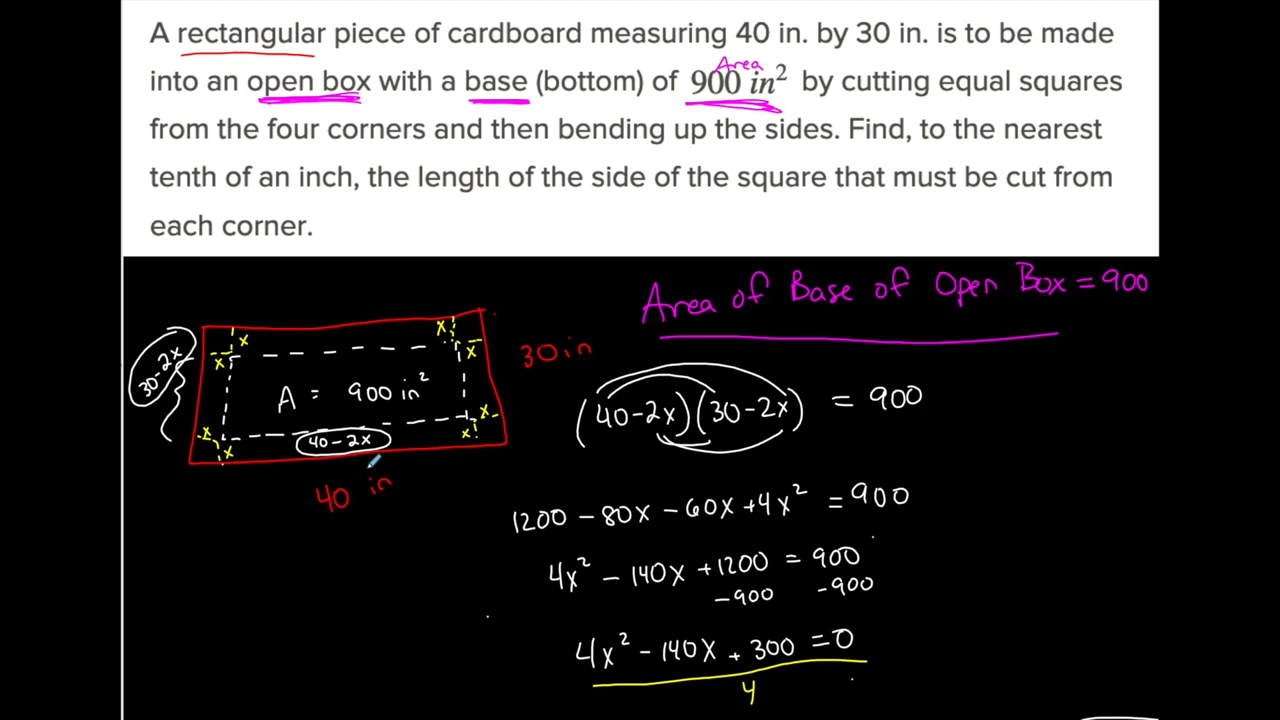 A rectangular piece of cardboard measuring 40 in. by 30 in. is to be made
Area
into an open box with a base (bottom) of 900 in² by cutting equal squares
from the four corners and then bending up the sides. Find, to the nearest
tenth of an inch, the length of the side of the square that must be cut from
each corner.
Area of Base of Open Box = 900
x x
x x
30-2x
30 in
A = 900 in²
x x
x x
40-2x
40 in
(40-2x)(30-2x) = 900
1200 - 80x - 60x + 4x² = 900
4x² - 140x + 1200 = 900
-900 -900
4x² - 140x + 300 = 0
4